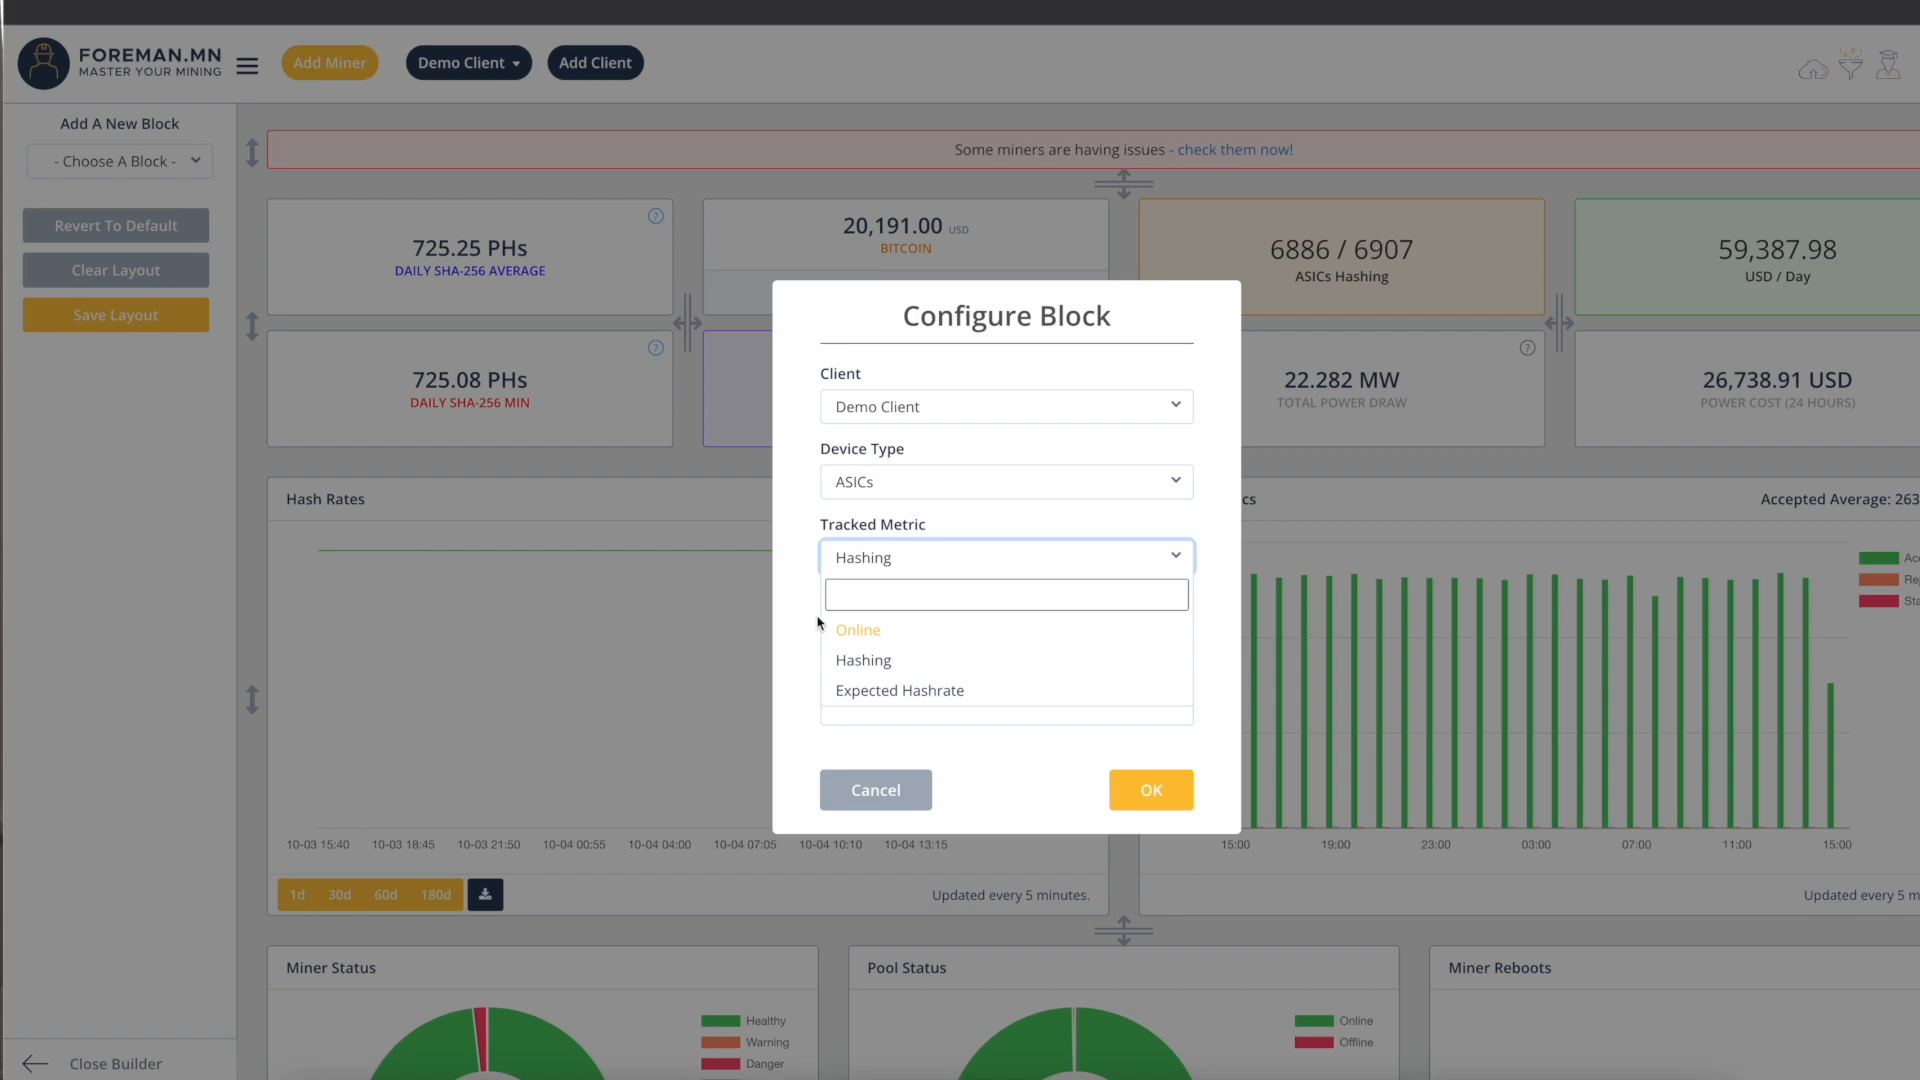 FOREMAN.MN
MASTER YOUR MINING
Add Miner
Demo Client
Add Client
Add A New Block
- Choose A Block -
Revert To Default
Clear Layout
Save Layout
Some miners are having issues - check them now!
725.25 PHs
DAILY SHA-256 AVERAGE
?
20,191.00 USD
BITCOIN
6886 / 6907
ASICs Hashing
59,387.98
USD / Day
725.08 PHs
DAILY SHA-256 MIN
?
22.282 MW
TOTAL POWER DRAW
?
26,738.91 USD
POWER COST (24 HOURS)
Configure Block
Client
Demo Client
Device Type
ASICs
Tracked Metric
Hashing
Online
Hashing
Expected Hashrate
Cancel
OK
Hash Rates
10-03 15:40 10-03 18:45 10-03 21:50 10-04 00:55 10-04 04:00 10-04 07:05 10-04 10:10 10-04 13:15
1d 30d 60d 180d
Updated every 5 minutes.
cs
Accepted Average: 263
Ac
Re
Sta
15:00 19:00 23:00 03:00 07:00 11:00 15:00
Updated every 5 m
Miner Status
Healthy
Warning
Danger
Pool Status
Online
Offline
Miner Reboots
Close Builder